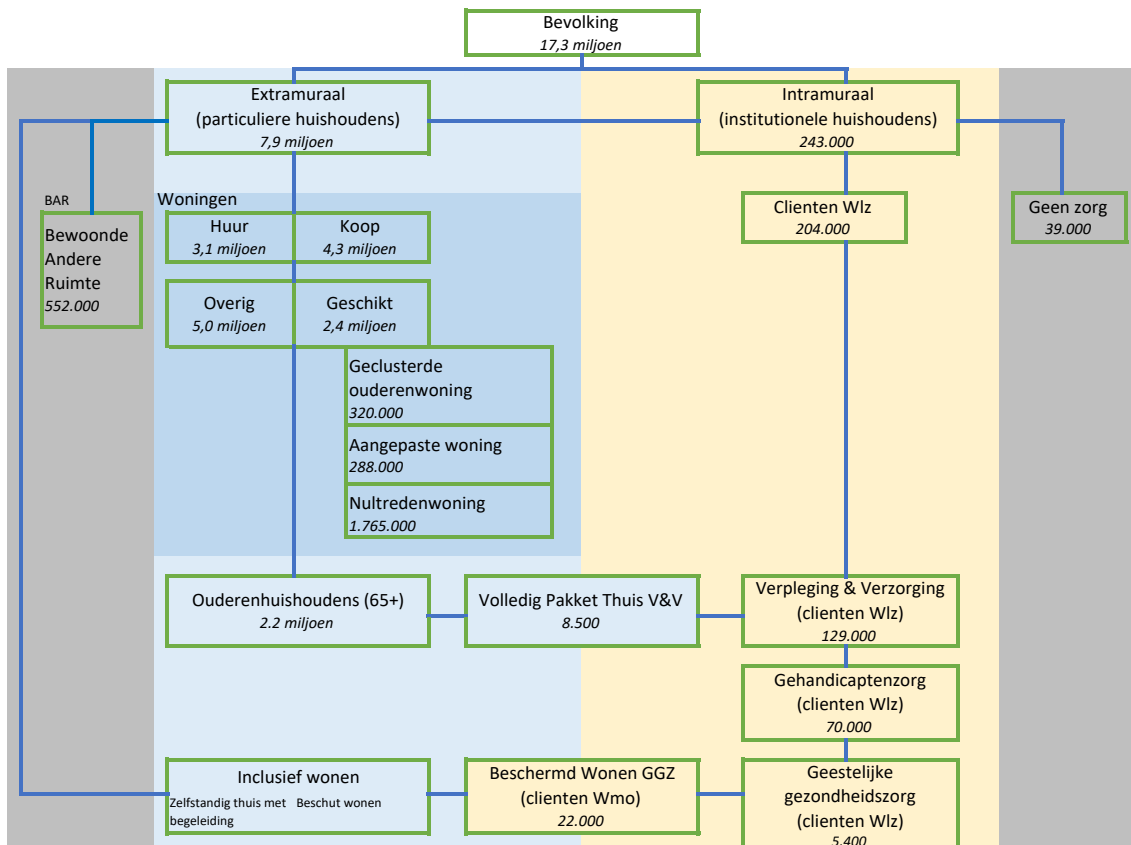 Bevolking
17,3 miljoen
Extramuraal
(particuliere huishoudens)
7,9 miljoen
Intramuraal
(institutionele huishoudens)
243.000
BAR
Bewoonde
Andere
Ruimte
552.000
Woningen
Huur
3,1 miljoen
Koop
4,3 miljoen
Clienten Wlz
204.000
Geen zorg
39.000
Overig
5,0 miljoen
Geschikt
2,4 miljoen
Geclusterde
ouderenwoning
320.000
Aangepaste woning
288.000
Nultredenwoning
1.765.000
Ouderenhuishoudens (65+)
2.2 miljoen
Volledig Pakket Thuis V&V
8.500
Verpleging & Verzorging
(clienten Wlz)
129.000
Gehandicaptenzorg
(clienten Wlz)
70.000
Inclusief wonen
Zelfstandig thuis met Beschut wonen
begeleiding
Beschermd Wonen GGZ
(clienten Wmo)
22.000
Geestelijke
gezondheidszorg
(clienten Wlz)
5.400